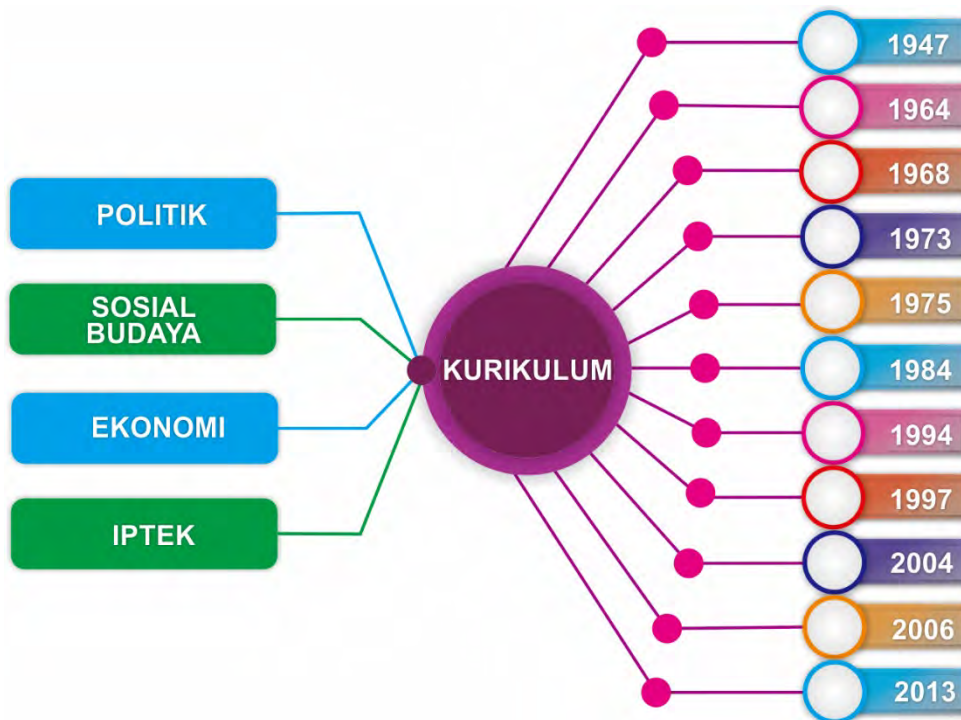 POLITIK
SOSIAL
BUDAYA
EKONOMI
IPTEK
KURIKULUM
1947
1964
1968
1973
1975
1984
1994
1997
2004
2006
2013